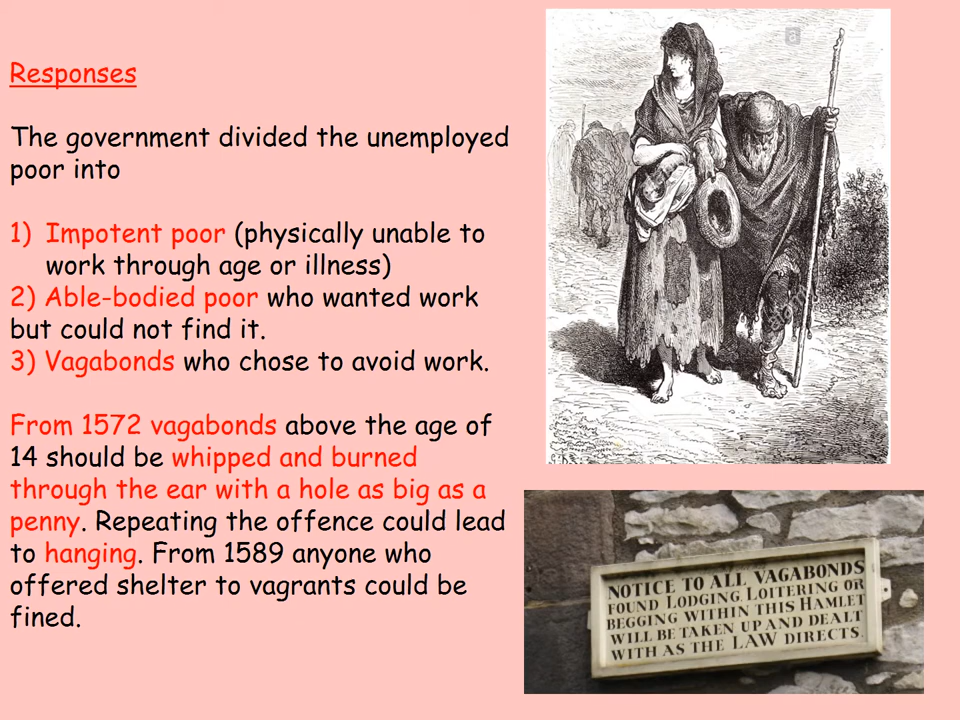 Responses
The government divided the unemployed
poor into
1) Impotent poor (physically unable to
work through age or illness)
2) Able-bodied poor who wanted work
but could not find it.
3) Vagabonds who chose to avoid work.
From 1572 vagabonds above the age of
14 should be whipped and burned
through the ear with a hole as big as a
penny. Repeating the offence could lead
to hanging. From 1589 anyone who
offered shelter to vagrants could be
fined.
a
alamy
NOTICE TO ALL VAGABONDS
FOUND LODGING, LOITERING OR
BEGGING WITHIN THIS HAMLET
WILL BE TAKEN UP AND DEALT
WITH AS THE LAW DIRECTS.